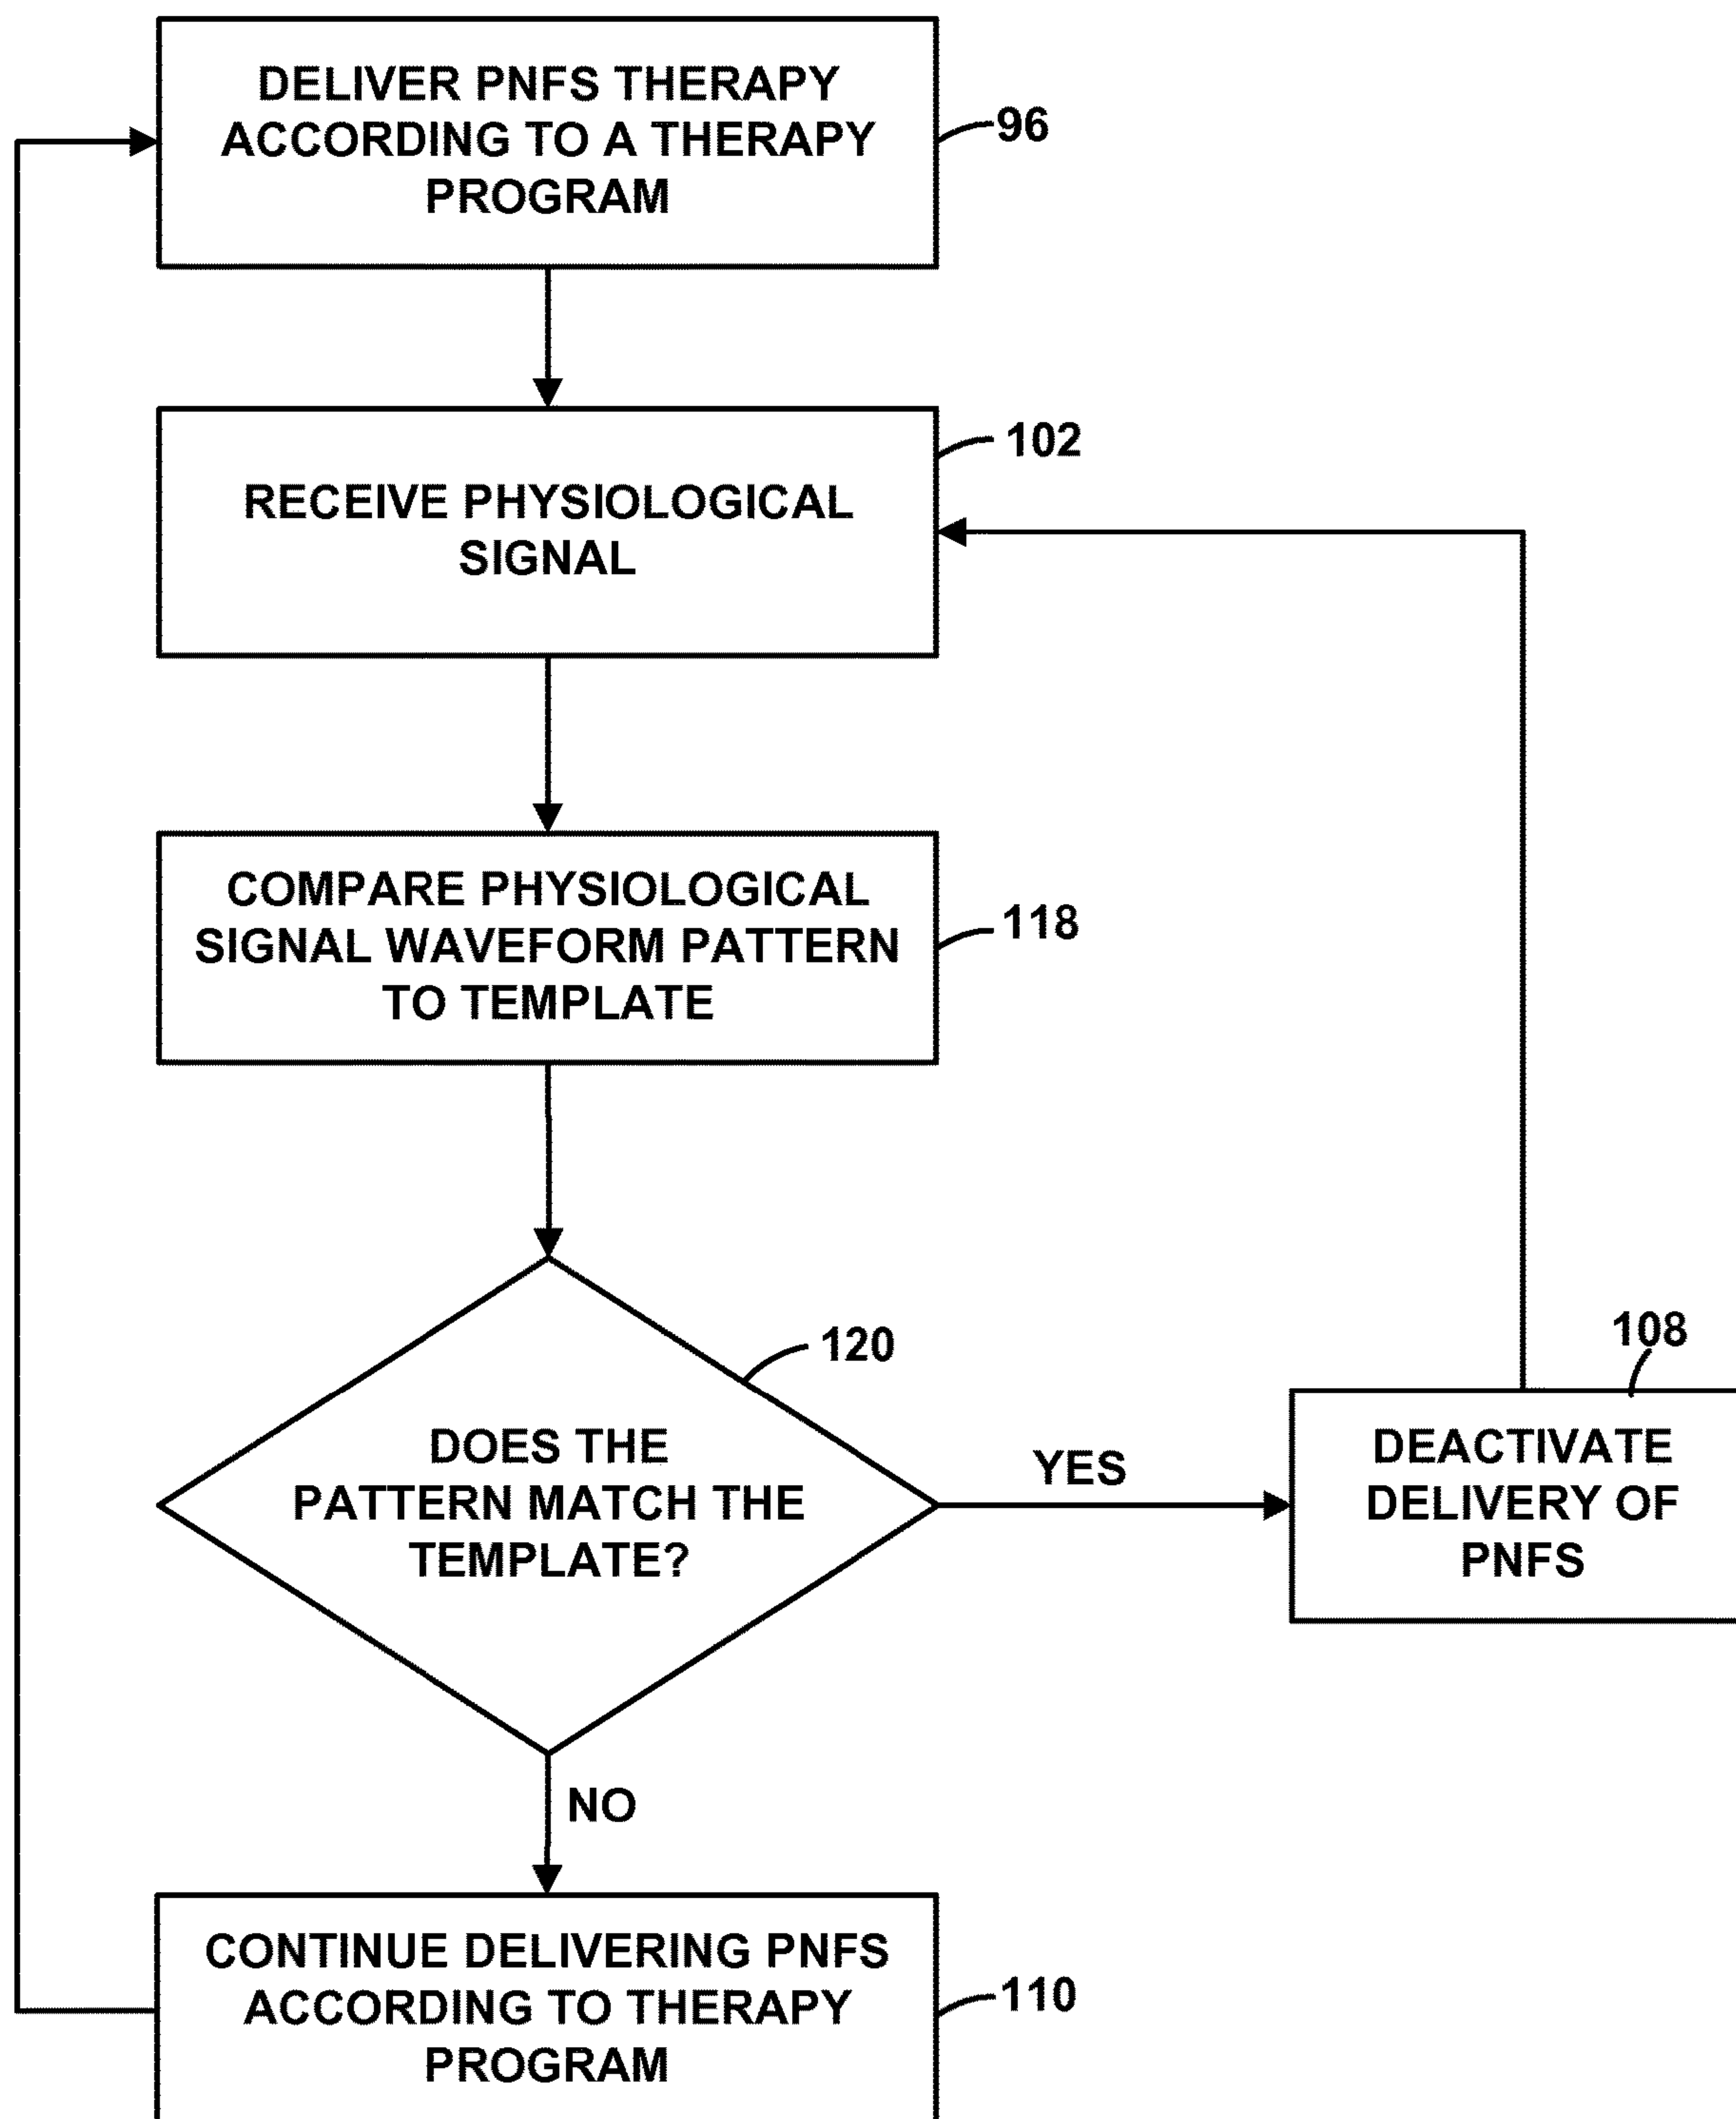 DELIVER PNFS THERAPY
ACCORDING TO A THERAPY
PROGRAM
96
RECEIVE PHYSIOLOGICAL
SIGNAL
102
COMPARE PHYSIOLOGICAL
SIGNAL WAVEFORM PATTERN
TO TEMPLATE
118
DOES THE
PATTERN MATCH THE
TEMPLATE?
120
YES
DEACTIVATE
DELIVERY OF
PNFS
108
NO
CONTINUE DELIVERING PNFS
ACCORDING TO THERAPY
PROGRAM
110